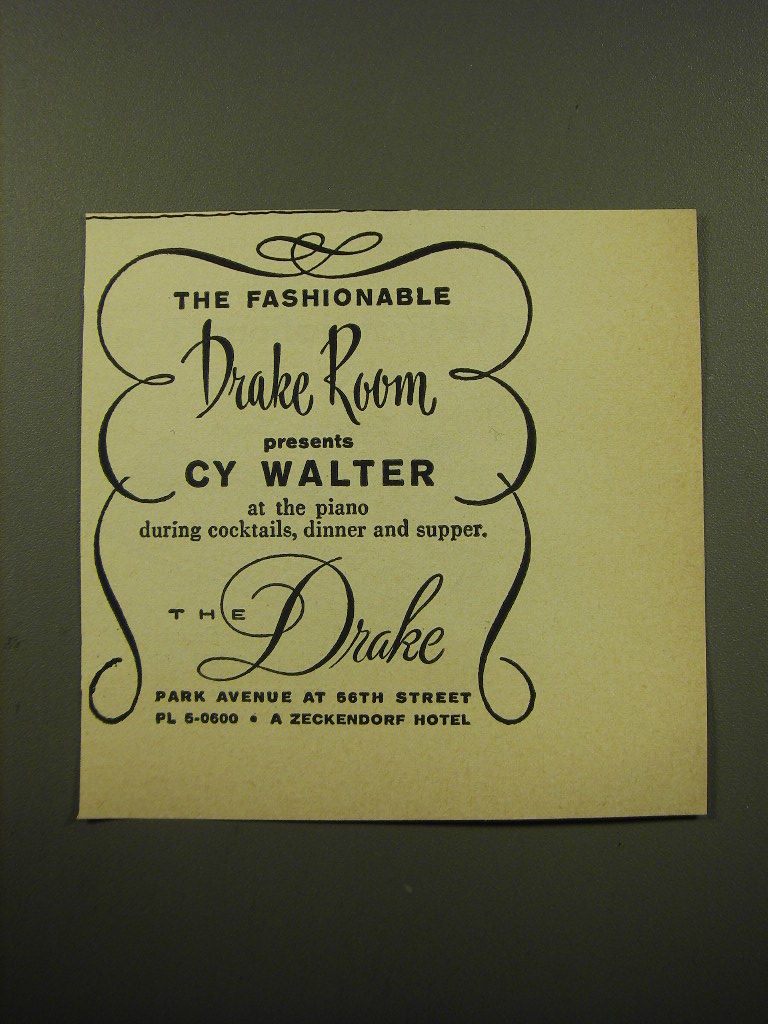 THE FASHIONABLE
Drake Room
presents
CY WALTER
at the piano
during cocktails, dinner and supper.
THE Drake
PARK AVENUE AT 56TH STREET
PL 5-0600 • A ZECKENDORF HOTEL